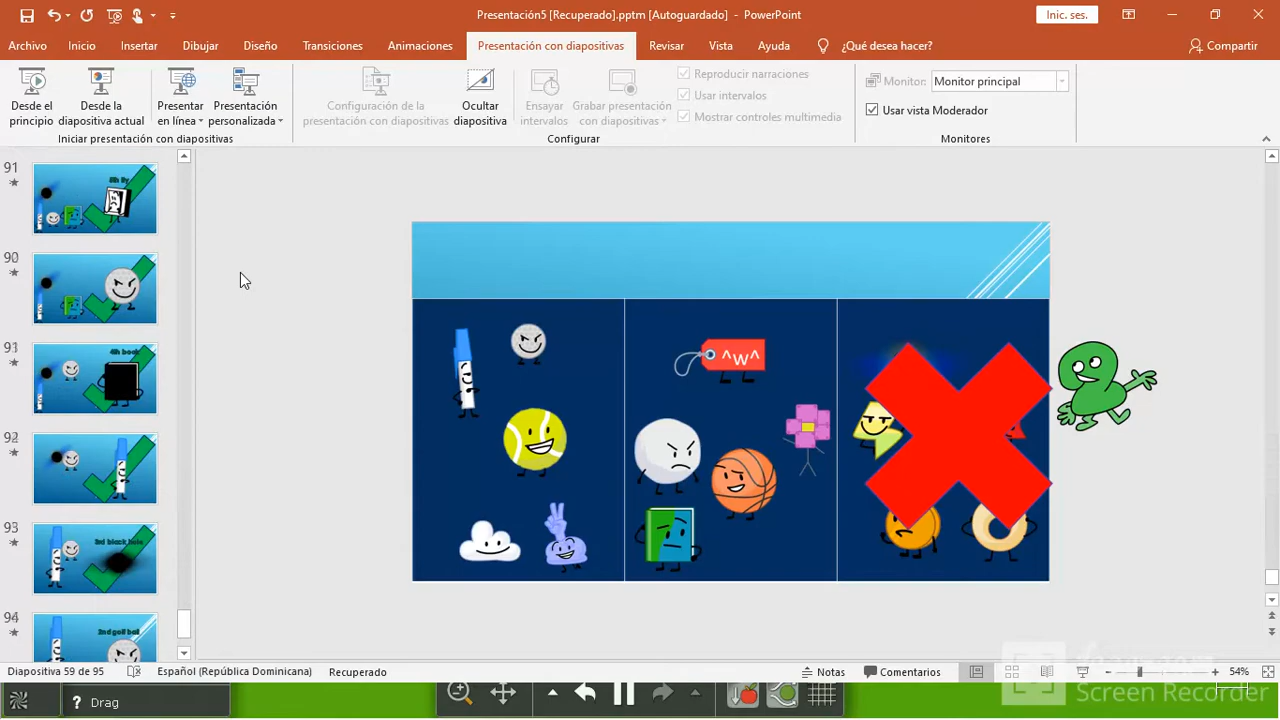 Presentación5 [Recuperado].pptm [Autoguardado] - PowerPoint
Inic. ses.
Archivo Inicio Insertar Dibujar Diseño Transiciones Animaciones Presentación con diapositivas Revisar Vista Ayuda ¿Qué desea hacer? Compartir
Desde el principio
Desde la diapositiva actual
Presentar en línea
Presentación personalizada
Iniciar presentación con diapositivas
Configuración de la presentación con diapositivas
Ocultar diapositiva
Ensayar intervalos
Grabar presentación con diapositivas
Reproducir narraciones
Usar intervalos
Mostrar controles multimedia
Configurar
Monitor: Monitor principal
Usar vista Moderador
Monitores
91
90
91
4th book
92
93
3rd black hole
94
2nd golf ball
^w^
Diapositiva 59 de 95 Español (República Dominicana) Recuperado Notas Comentarios 54%
Drag
Screen Recorder